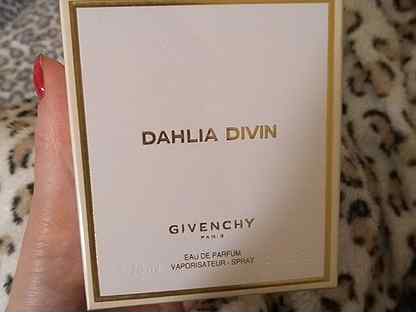 DAHLIA DIVIN
GIVENCHY
PARIS
EAU DE PARFUM
VAPORISATEUR - SPRAY